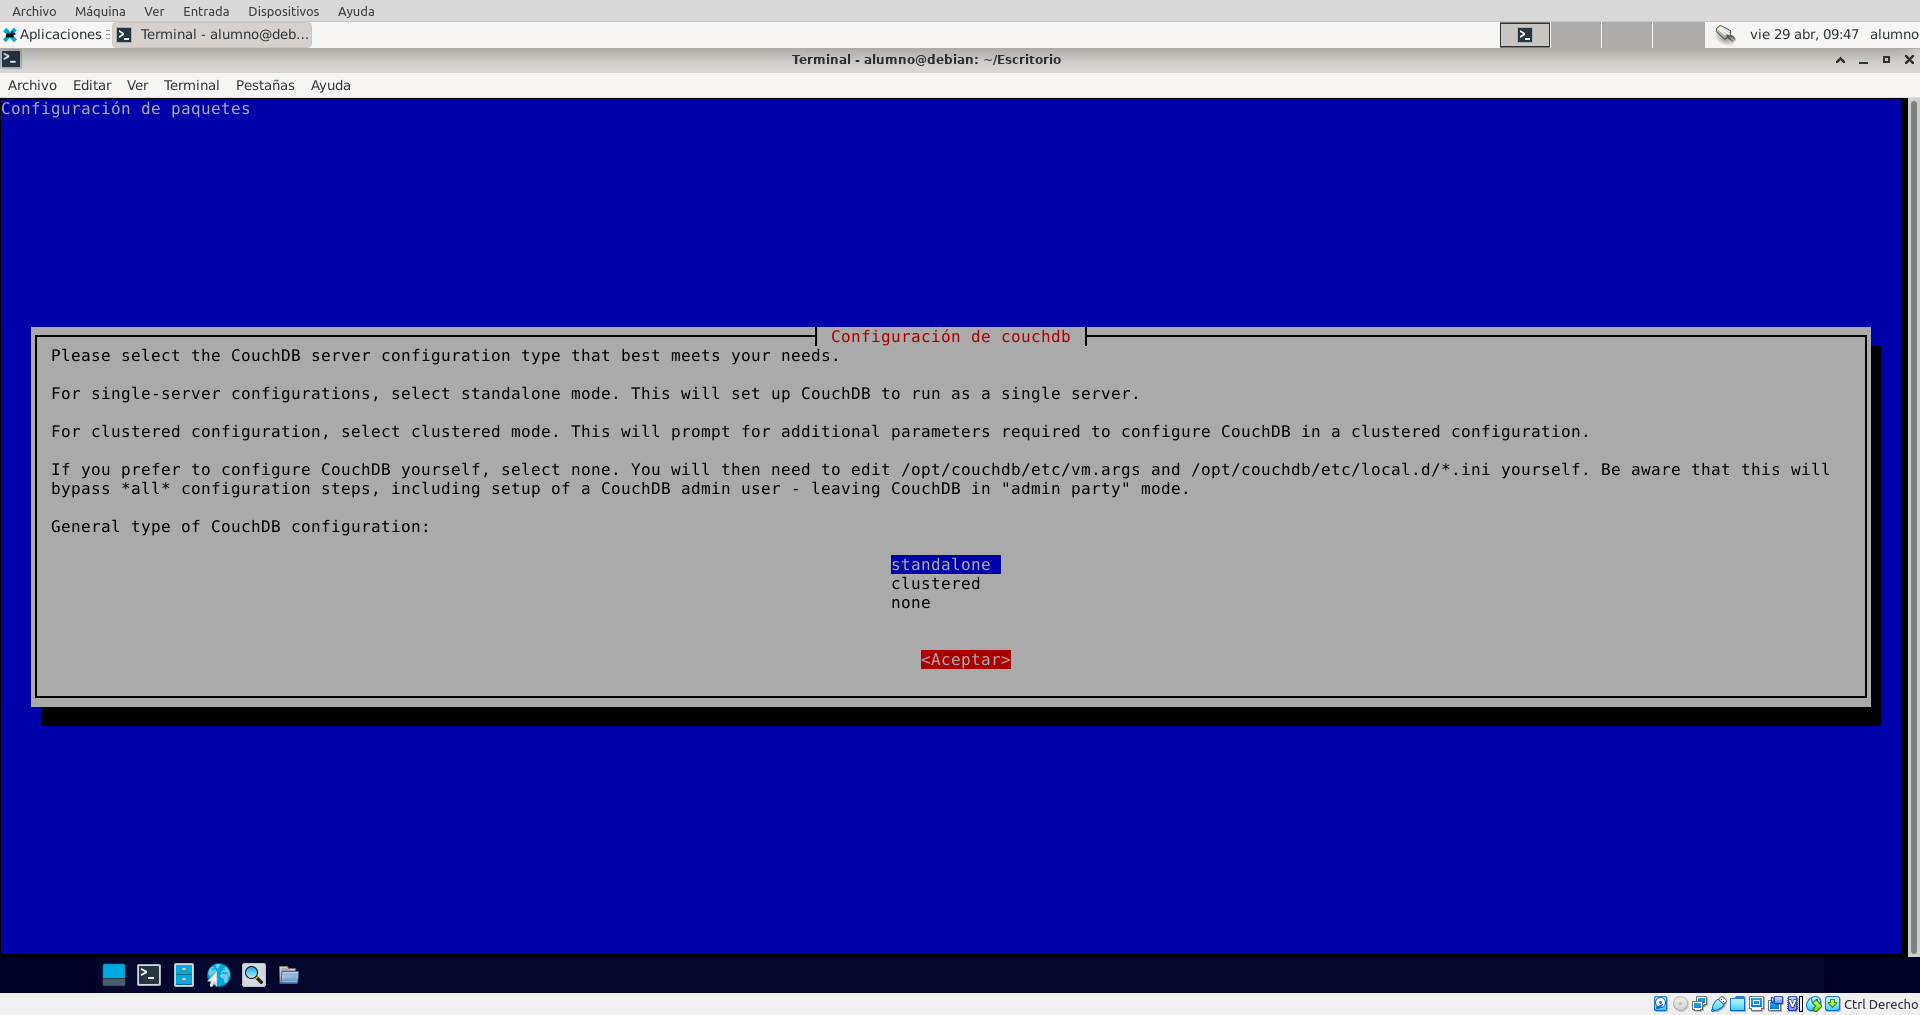 Archivo Máquina Ver Entrada Dispositivos Ayuda
Aplicaciones Terminal - alumno@deb... vie 29 abr, 09:47 alumno
Terminal - alumno@debian: ~/Escritorio
Archivo Editar Ver Terminal Pestañas Ayuda
Configuración de paquetes
Configuración de couchdb
Please select the CouchDB server configuration type that best meets your needs.
For single-server configurations, select standalone mode. This will set up CouchDB to run as a single server.
For clustered configuration, select clustered mode. This will prompt for additional parameters required to configure CouchDB in a clustered configuration.
If you prefer to configure CouchDB yourself, select none. You will then need to edit /opt/couchdb/etc/vm.args and /opt/couchdb/etc/local.d/*.ini yourself. Be aware that this will
bypass *all* configuration steps, including setup of a CouchDB admin user - leaving CouchDB in "admin party" mode.
General type of CouchDB configuration:
standalone
clustered
none
<Aceptar>
Ctrl Derecho